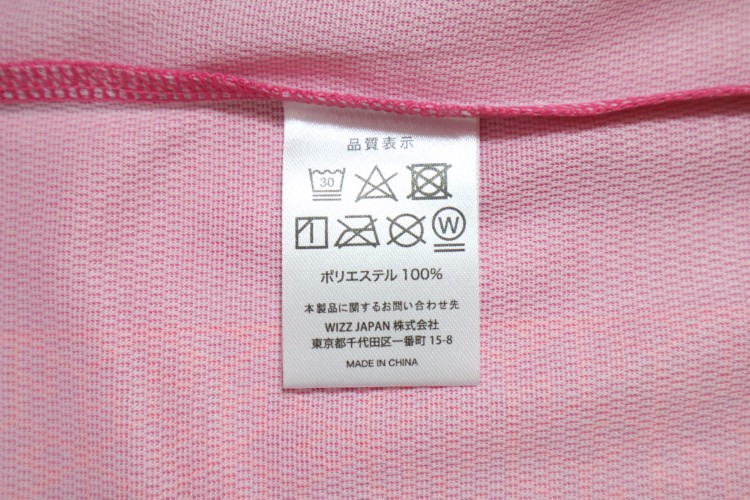 品質表示
30
W
ポリエステル 100%
本製品に関するお問い合わせ先
WIZZ JAPAN 株式会社
東京都千代田区一番町 15-8
MADE IN CHINA